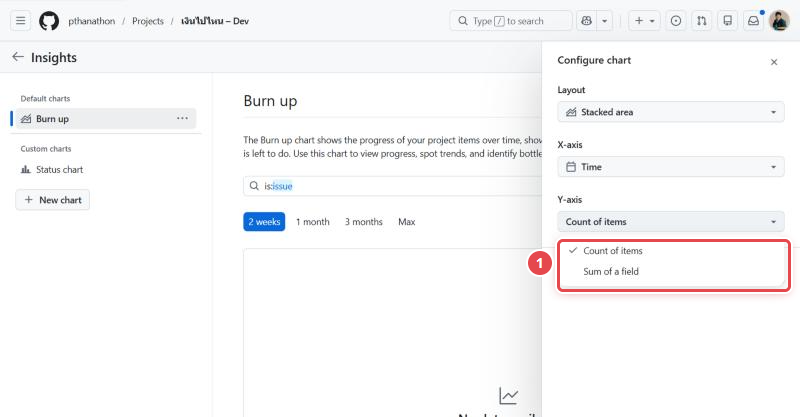 pthanathon / Projects / เงินไปไหน – Dev
Type / to search
Insights
Default charts
Burn up
Custom charts
Status chart
New chart
Burn up
The Burn up chart shows the progress of your project items over time, show
is left to do. Use this chart to view progress, spot trends, and identify bottle
is:issue
2 weeks 1 month 3 months Max
Configure chart
Layout
Stacked area
X-axis
Time
Y-axis
Count of items
1
Count of items
Sum of a field